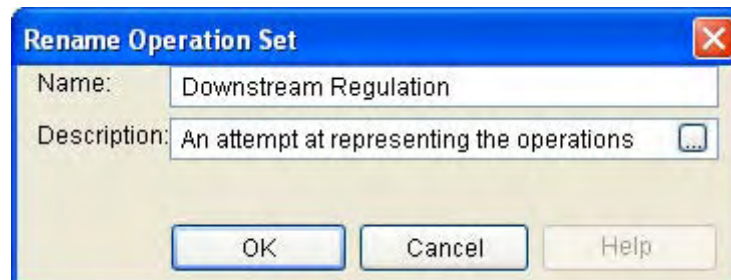 Rename Operation Set
Name: Downstream Regulation
Description: An attempt at representing the operations ...
OK Cancel Help